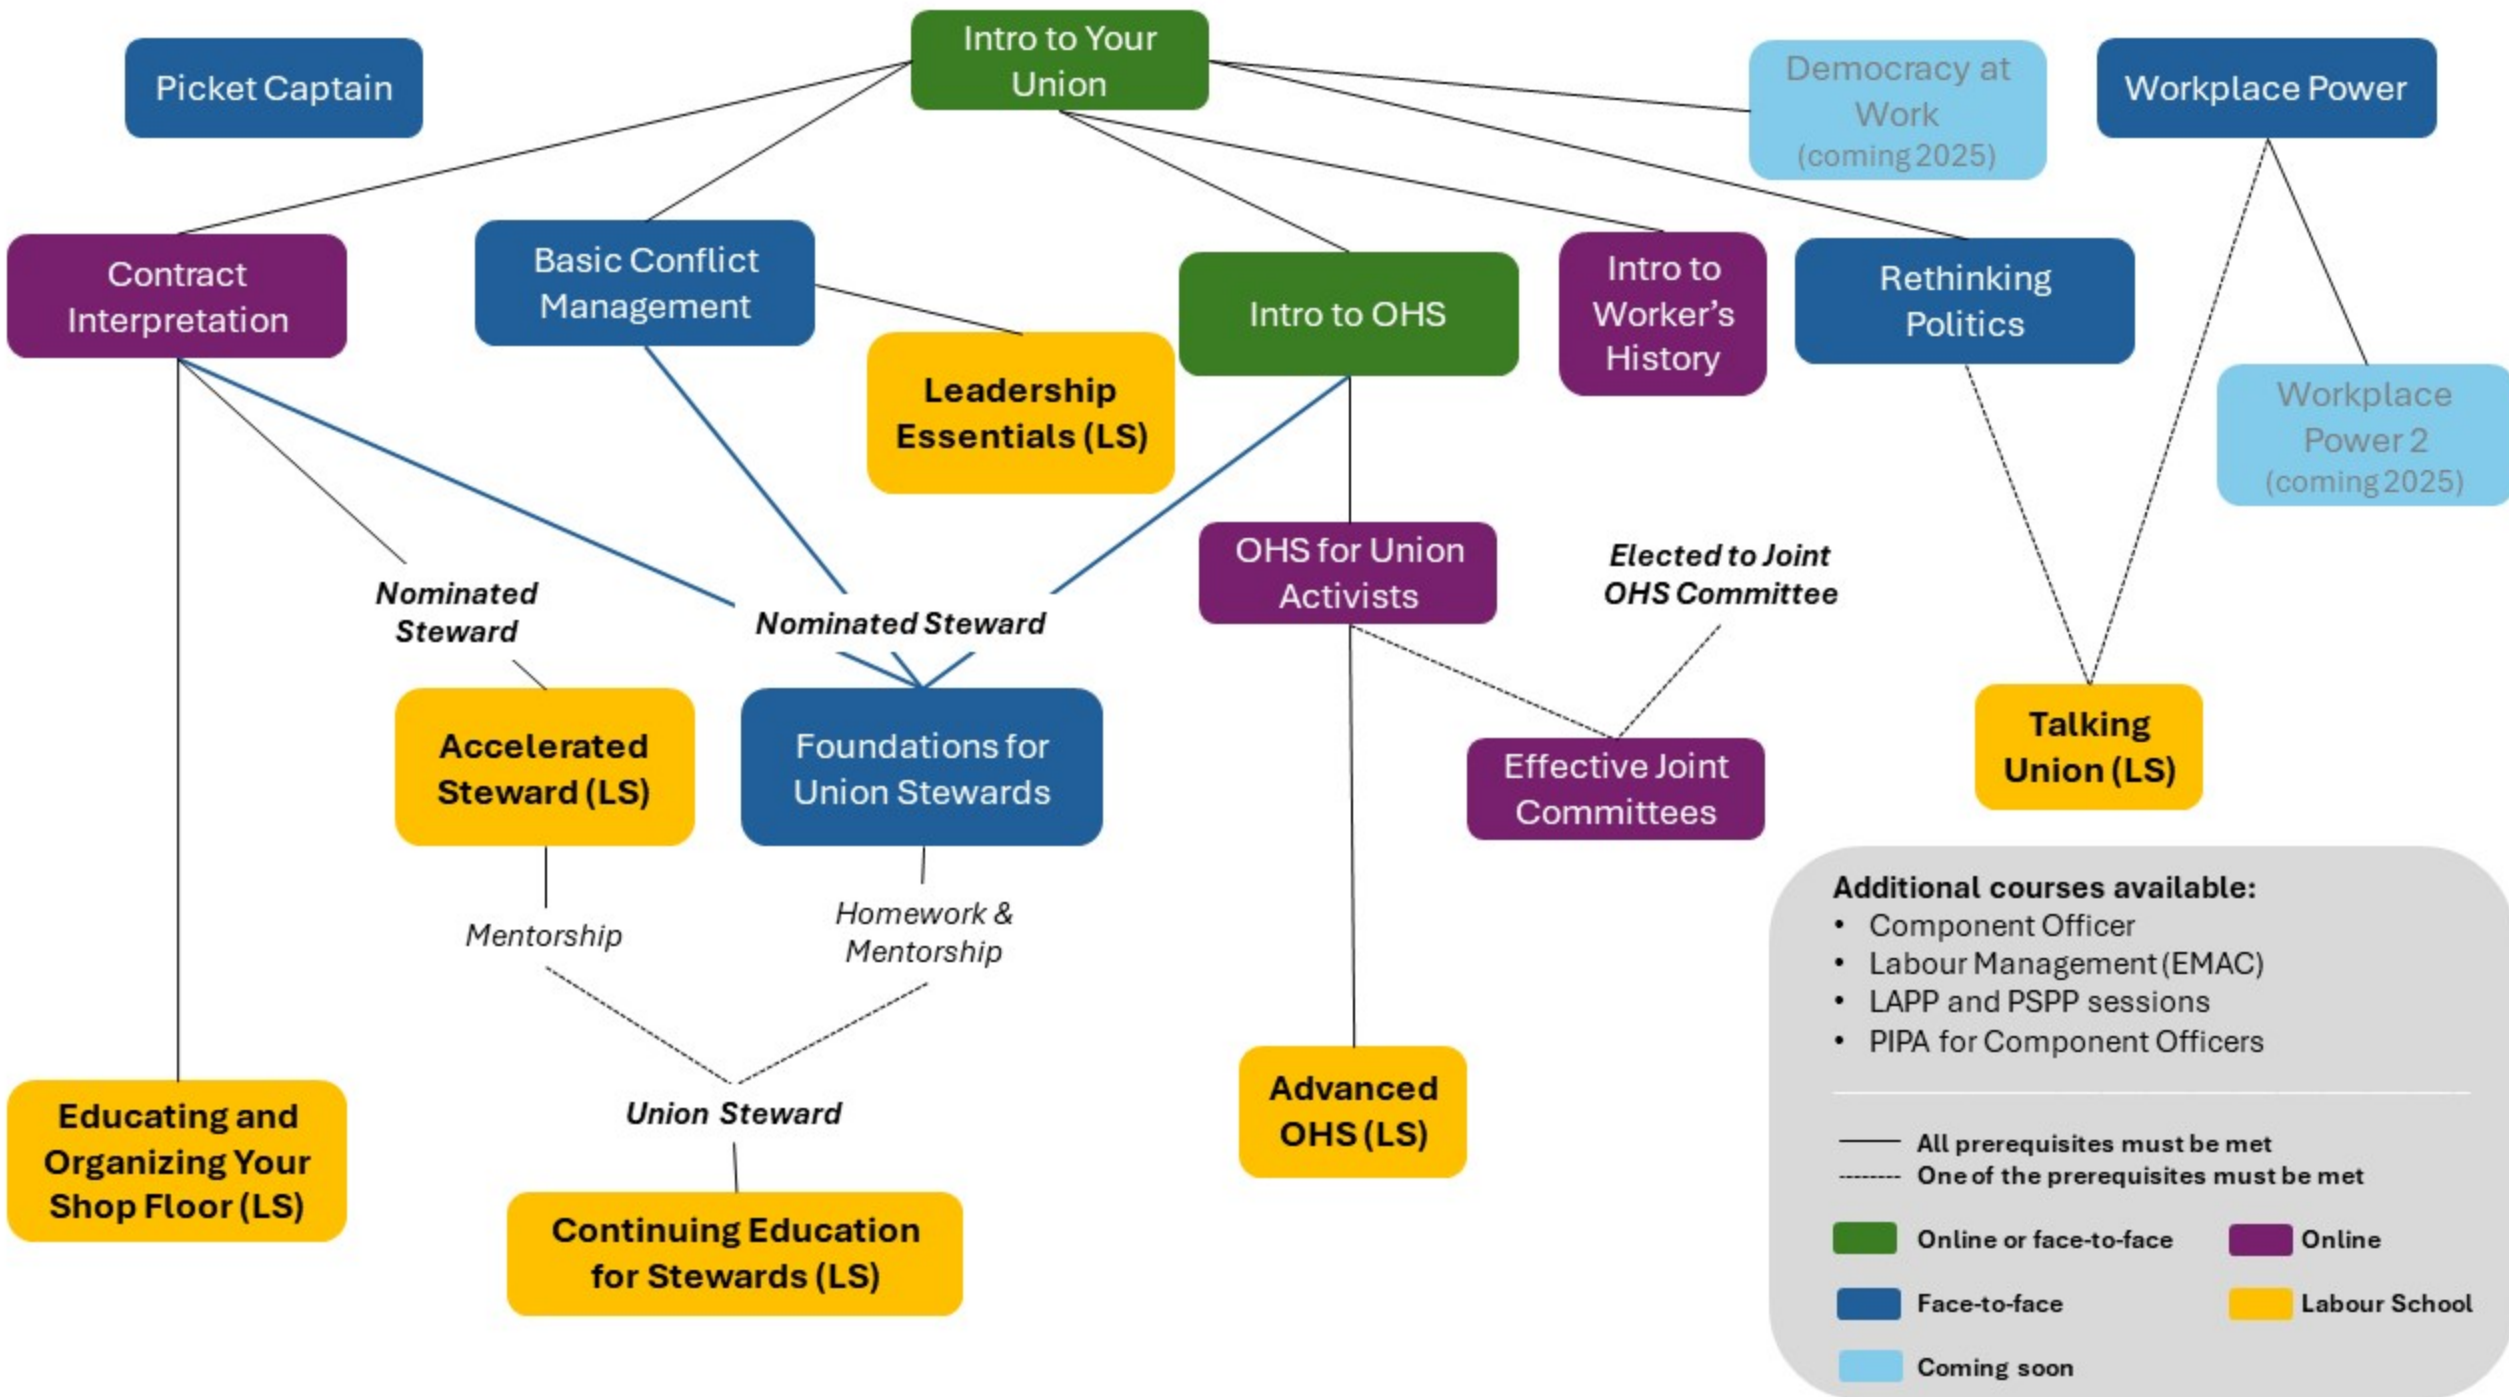 Picket Captain
Intro to Your
Union
Democracy at
Work
(coming 2025)
Workplace Power
Contract
Interpretation
Basic Conflict
Management
Leadership
Essentials (LS)
Intro to OHS
Intro to
Worker’s
History
Rethinking
Politics
Workplace
Power 2
(coming 2025)
Nominated
Steward
Nominated Steward
OHS for Union
Activists
Elected to Joint
OHS Committee
Accelerated
Steward (LS)
Foundations for
Union Stewards
Effective Joint
Committees
Talking
Union (LS)
Mentorship
Homework &
Mentorship
Union Steward
Educating and
Organizing Your
Shop Floor (LS)
Continuing Education
for Stewards (LS)
Advanced
OHS (LS)
Additional courses available:
• Component Officer
• Labour Management (EMAC)
• LAPP and PSPP sessions
• PIPA for Component Officers
All prerequisites must be met
One of the prerequisites must be met
Online or face-to-face
Online
Face-to-face
Labour School
Coming soon